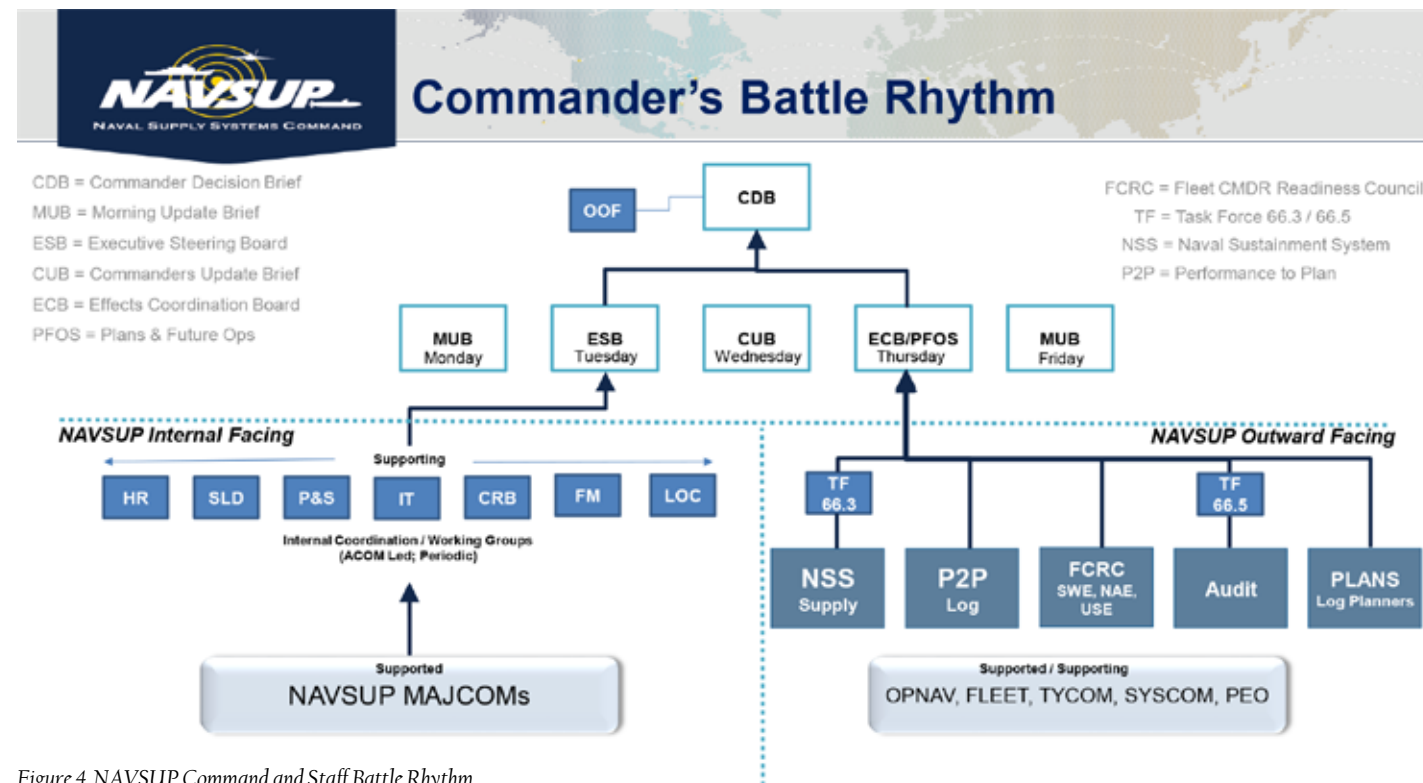 NAVSUP
NAVAL SUPPLY SYSTEMS COMMAND
Commander's Battle Rhythm
CDB = Commander Decision Brief
MUB = Morning Update Brief
ESB = Executive Steering Board
CUB = Commanders Update Brief
ECB = Effects Coordination Board
PFOS = Plans & Future Ops
FCRC = Fleet CMDR Readiness Council
TF = Task Force 66.3 / 66.5
NSS = Naval Sustainment System
P2P = Performance to Plan
OOF
CDB
MUB
Monday
ESB
Tuesday
CUB
Wednesday
ECB/PFOS
Thursday
MUB
Friday
NAVSUP Internal Facing
Supporting
HR
SLD
P&S
IT
CRB
FM
LOC
Internal Coordination / Working Groups
(ACOM Led; Periodic)
Supported
NAVSUP MAJCOMs
NAVSUP Outward Facing
TF
66.3
TF
66.5
NSS
Supply
P2P
Log
FCRC
SWE, NAE,
USE
Audit
PLANS
Log Planners
Supported / Supporting
OPNAV, FLEET, TYCOM, SYSCOM, PEO
Figure 4. NAVSUP Command and Staff Battle Rhythm